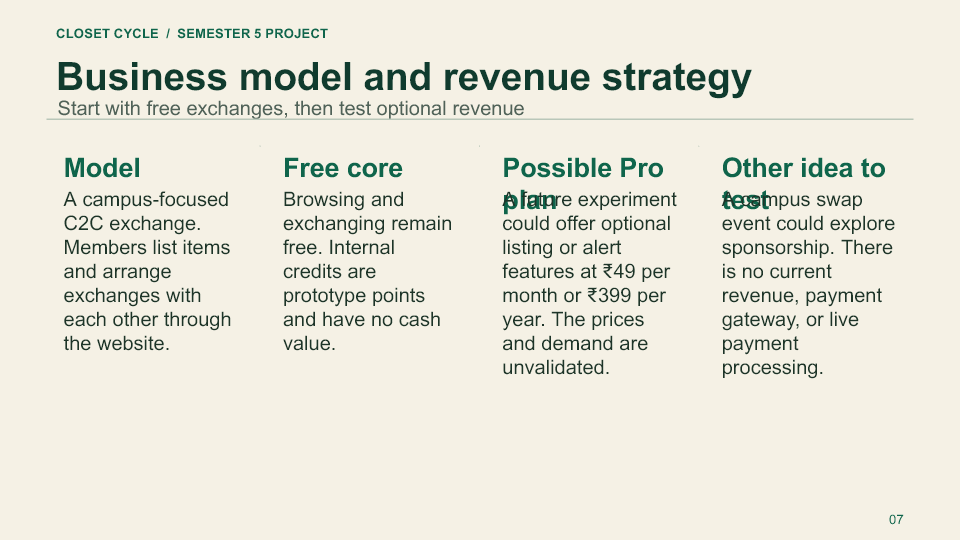 CLOSET CYCLE / SEMESTER 5 PROJECT
Business model and revenue strategy
Start with free exchanges, then test optional revenue
Model
A campus-focused
C2C exchange.
Members list items
and arrange
exchanges with
each other through
the website.
Free core
Browsing and
exchanging remain
free. Internal
credits are
prototype points
and have no cash
value.
Possible Pro
plan
A future experiment
could offer optional
listing or alert
features at ₹49 per
month or ₹399 per
year. The prices
and demand are
unvalidated.
Other idea to
test
A campus swap
event could explore
sponsorship. There
is no current
revenue, payment
gateway, or live
payment
processing.
07